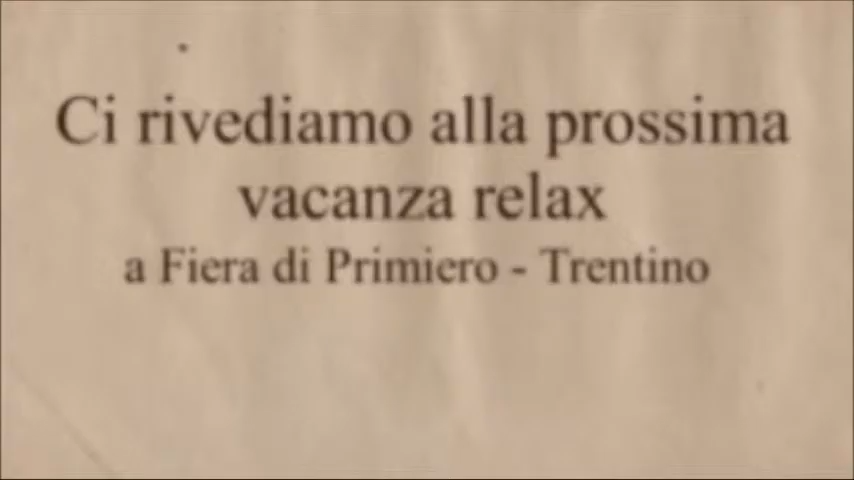 Ci rivediamo alla prossima
vacanza relax
a Fiera di Primiero - Trentino